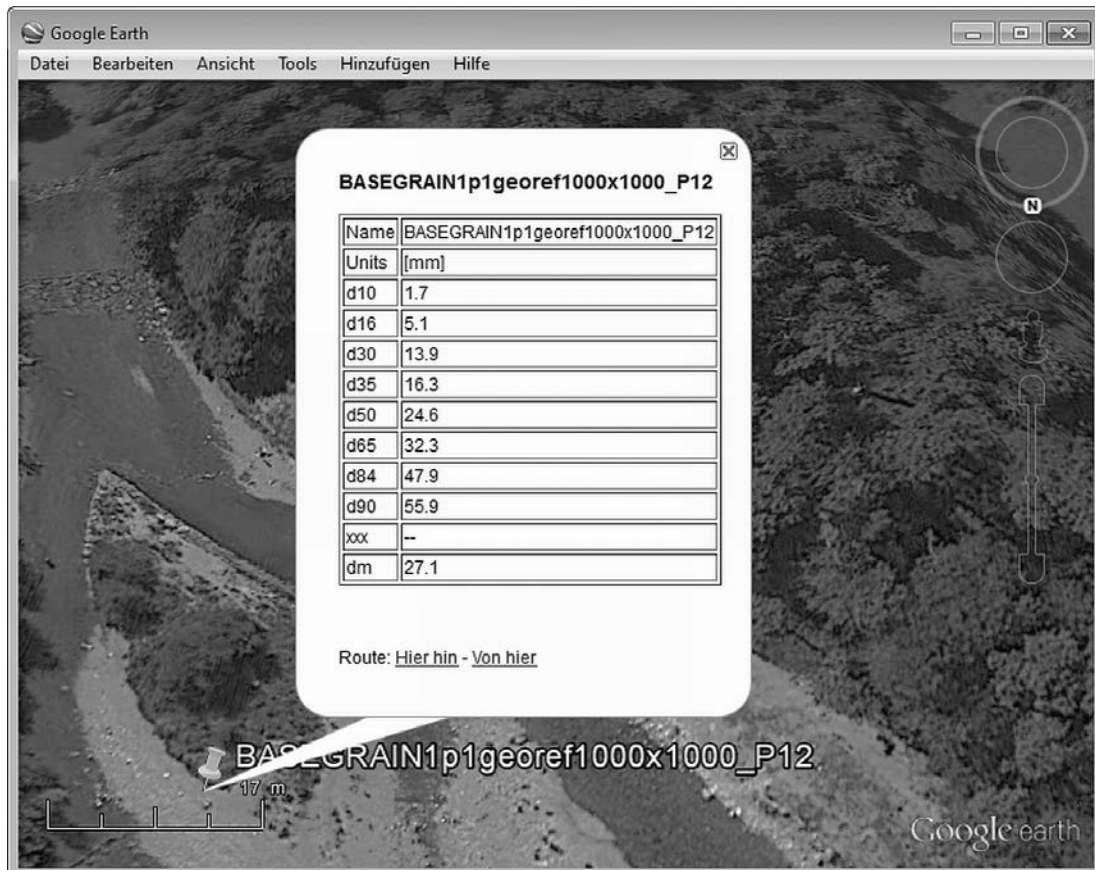 Google Earth
Datei Bearbeiten Ansicht Tools Hinzufügen Hilfe
BASEGRAIN1p1georef1000x1000_P12
Name BASEGRAIN1p1georef1000x1000_P12
Units [mm]
d10 1.7
d16 5.1
d30 13.9
d35 16.3
d50 24.6
d65 32.3
d84 47.9
d90 55.9
xxx --
dm 27.1
Route: Hier hin - Von hier
N
BASEGRAIN1p1georef1000x1000_P12
17 m
Google earth